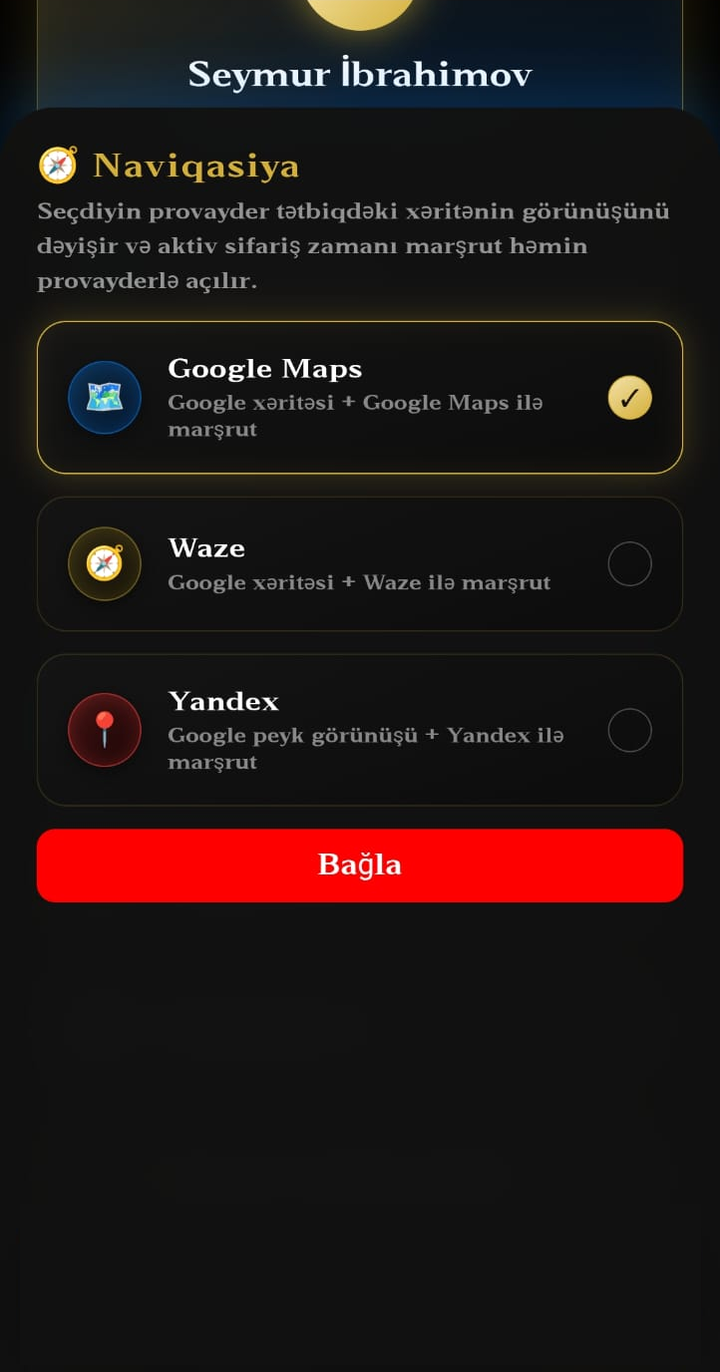 Seymur İbrahimov
Naviqasiya
Seçdiyin provayder tətbiqdəki xəritənin görünüşünü
dəyişir və aktiv sifariş zamanı marşrut həmin
provayderlə açılır.
Google Maps
Google xəritəsi + Google Maps ilə
marşrut
Waze
Google xəritəsi + Waze ilə marşrut
Yandex
Google peyk görünüşü + Yandex ilə
marşrut
Bağla